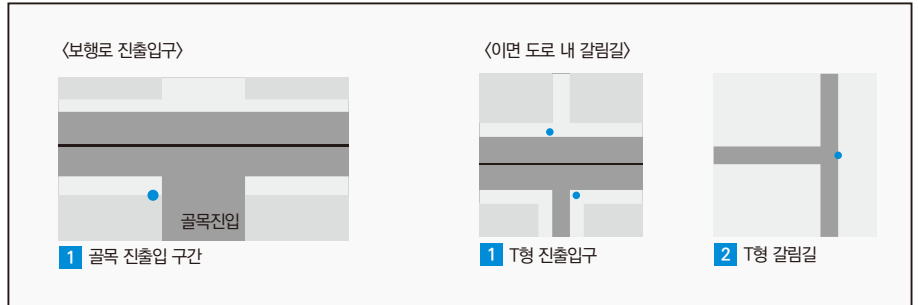 〈보행로 진출입구〉
〈이면 도로 내 갈림길〉
골목진입
1 골목 진출입 구간
1 T형 진출입구
2 T형 갈림길